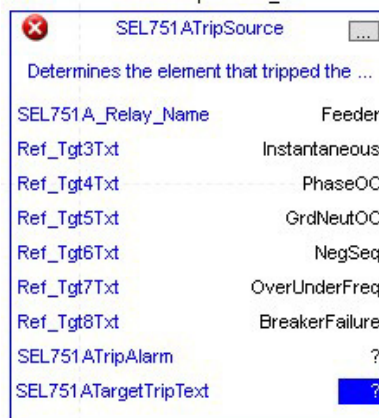 SEL751ATripSource ...
Determines the element that tripped the ...
SEL751A_Relay_Name Feeder
Ref_Tgt3Txt Instantaneous
Ref_Tgt4Txt PhaseOC
Ref_Tgt5Txt GrdNeutOC
Ref_Tgt6Txt NegSeq
Ref_Tgt7Txt OverUnderFreq
Ref_Tgt8Txt BreakerFailure
SEL751ATripAlarm ?
SEL751ATargetTripText ?